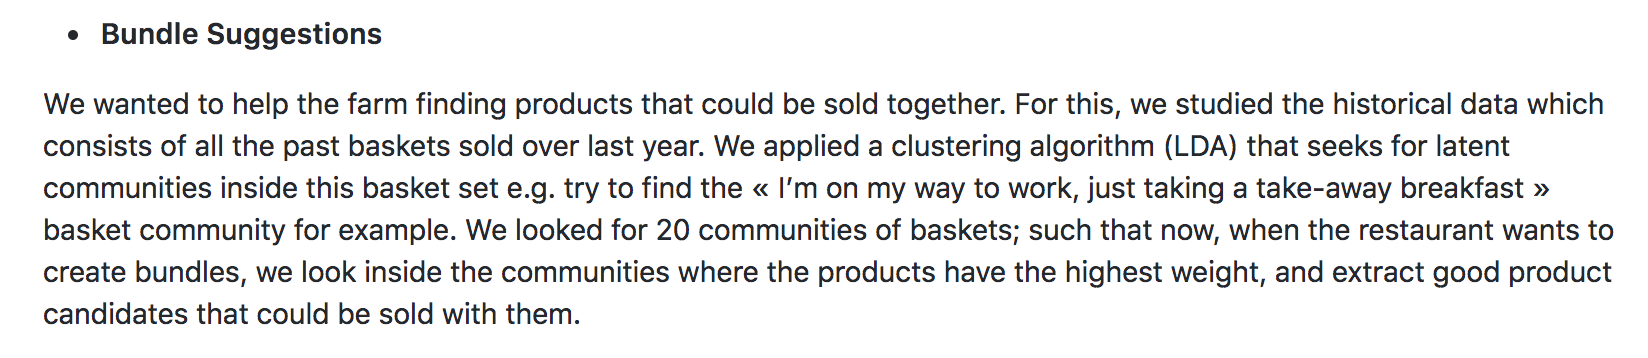 • Bundle Suggestions
We wanted to help the farm finding products that could be sold together. For this, we studied the historical data which
consists of all the past baskets sold over last year. We applied a clustering algorithm (LDA) that seeks for latent
communities inside this basket set e.g. try to find the « I’m on my way to work, just taking a take-away breakfast »
basket community for example. We looked for 20 communities of baskets; such that now, when the restaurant wants to
create bundles, we look inside the communities where the products have the highest weight, and extract good product
candidates that could be sold with them.